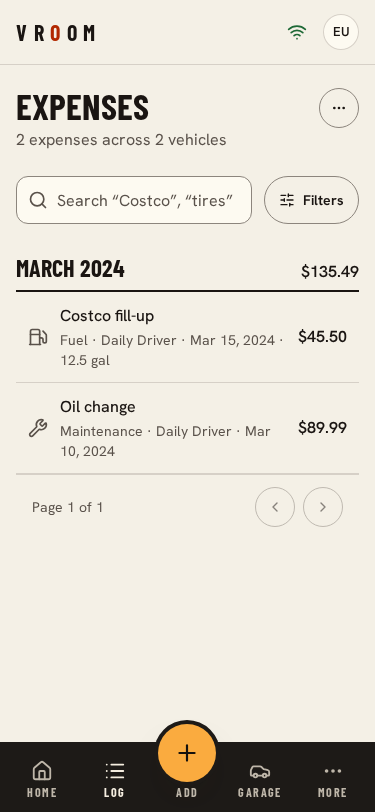 VROOM
EU
EXPENSES
2 expenses across 2 vehicles
Search “Costco”, “tires”
Filters
MARCH 2024
$135.49
Costco fill-up
Fuel · Daily Driver · Mar 15, 2024 ·
12.5 gal
$45.50
Oil change
Maintenance · Daily Driver · Mar
10, 2024
$89.99
Page 1 of 1
HOME
LOG
ADD
GARAGE
MORE